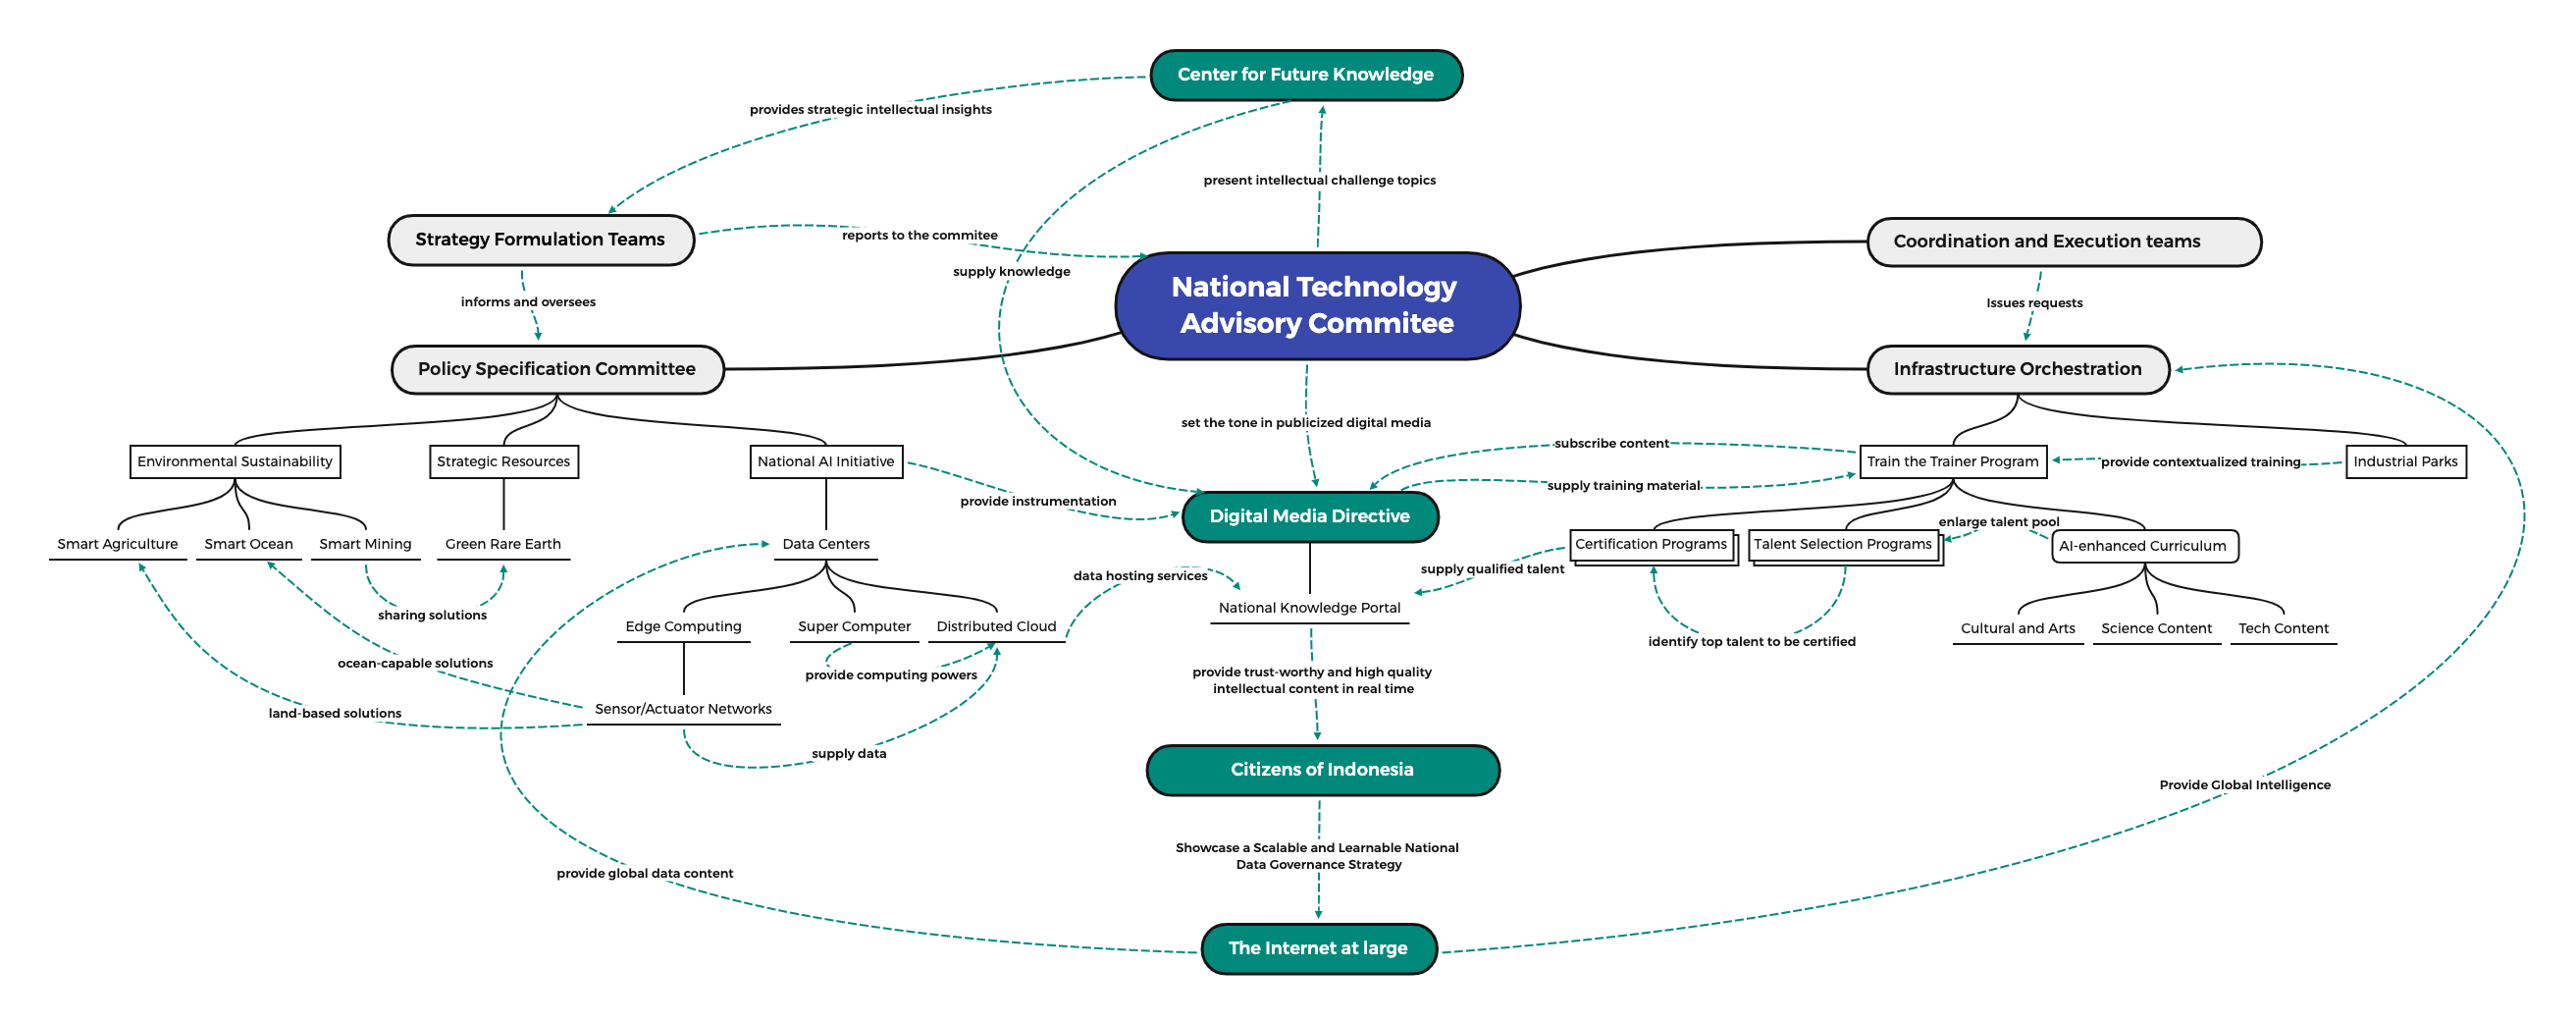 Center for Future Knowledge
provides strategic intellectual insights
present intellectual challenge topics
Strategy Formulation Teams
reports to the commitee
Coordination and Execution teams
supply knowledge
National Technology
Advisory Commitee
informs and oversees
Issues requests
Policy Specification Committee
Infrastructure Orchestration
set the tone in publicized digital media
subscribe content
Environmental Sustainability
Strategic Resources
National AI Initiative
Train the Trainer Program
provide contextualized training
Industrial Parks
supply training material
provide instrumentation
Digital Media Directive
enlarge talent pool
Smart Agriculture
Smart Ocean
Smart Mining
Green Rare Earth
Data Centers
Certification Programs
Talent Selection Programs
AI-enhanced Curriculum
data hosting services
supply qualified talent
sharing solutions
National Knowledge Portal
Edge Computing
Super Computer
Distributed Cloud
identify top talent to be certified
Cultural and Arts
Science Content
Tech Content
ocean-capable solutions
provide computing powers
provide trust-worthy and high quality
intellectual content in real time
land-based solutions
Sensor/Actuator Networks
supply data
Citizens of Indonesia
Provide Global Intelligence
Showcase a Scalable and Learnable National
Data Governance Strategy
provide global data content
The Internet at large